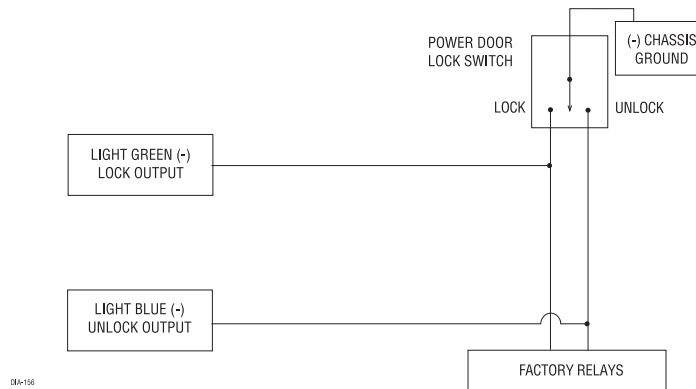 POWER DOOR
LOCK SWITCH
(-) CHASSIS
GROUND
LOCK
UNLOCK
LIGHT GREEN (-)
LOCK OUTPUT
LIGHT BLUE (-)
UNLOCK OUTPUT
FACTORY RELAYS
DIA-156